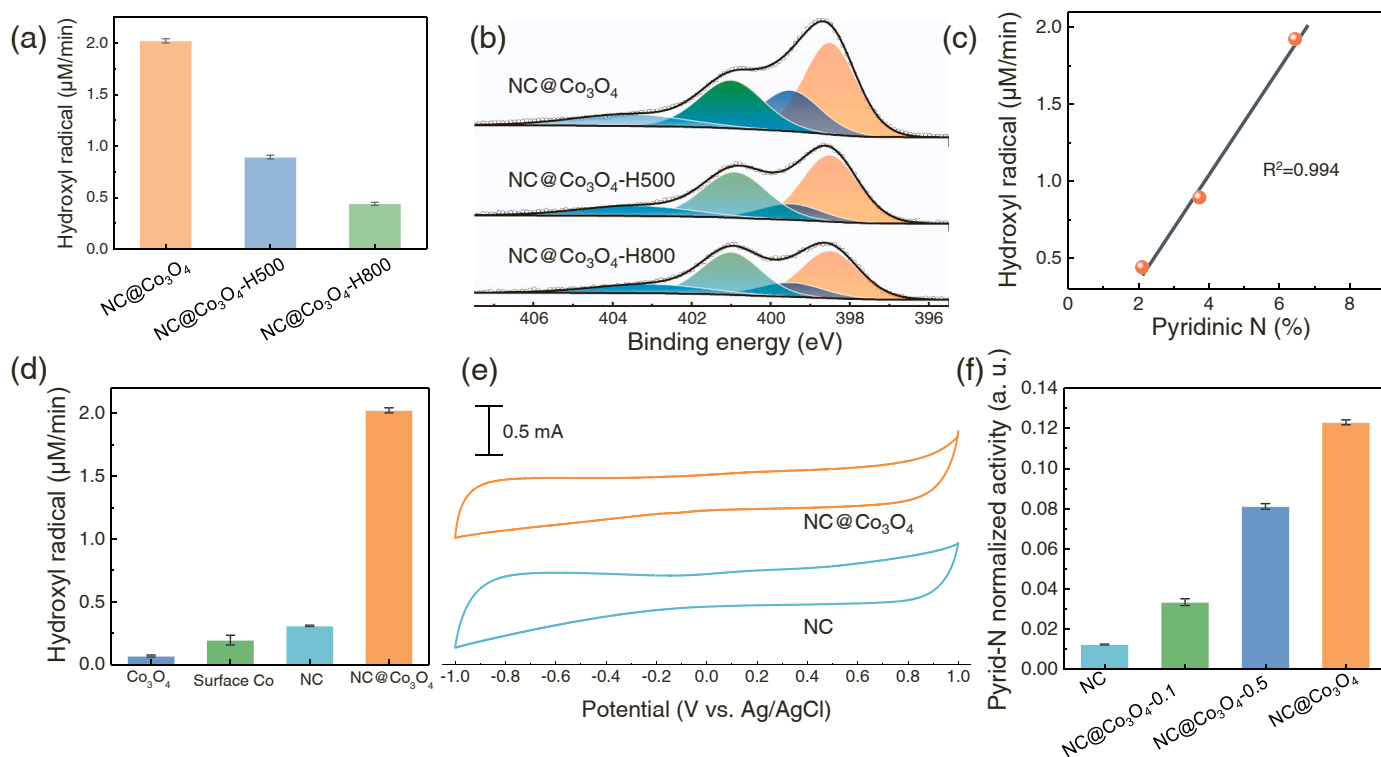 (a)
Hydroxyl radical (µM/min)
2.0
1.5
1.0
0.5
0.0
NC@Co₃O₄
NC@Co₃O₄-H500
NC@Co₃O₄-H800
(b)
NC@Co₃O₄
NC@Co₃O₄-H500
NC@Co₃O₄-H800
406 404 402 400 398 396
Binding energy (eV)
(c)
Hydroxyl radical (µM/min)
2.0
1.5
1.0
0.5
R²=0.994
0 2 4 6 8
Pyridinic N (%)
(d)
Hydroxyl radical (µM/min)
2.0
1.5
1.0
0.5
0.0
Co₃O₄ Surface Co NC NC@Co₃O₄
(e)
0.5 mA
NC@Co₃O₄
NC
-1.0 -0.8 -0.6 -0.4 -0.2 0.0 0.2 0.4 0.6 0.8 1.0
Potential (V vs. Ag/AgCl)
(f)
Pyrid-N normalized activity (a. u.)
0.14
0.12
0.10
0.08
0.06
0.04
0.02
0.00
NC
NC@Co₃O₄-0.1
NC@Co₃O₄-0.5
NC@Co₃O₄